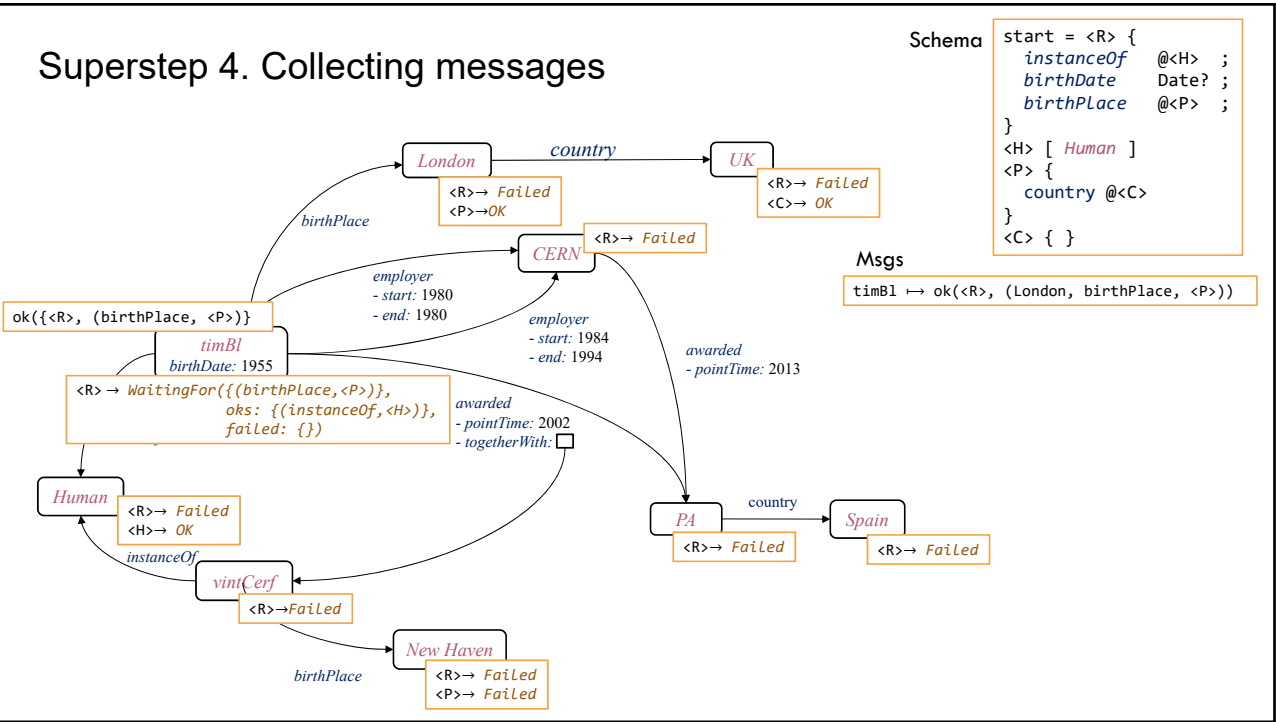 Superstep 4. Collecting messages
Schema
start = <R> {
instanceOf @<H> ;
birthDate Date? ;
birthPlace @<P> ;
}
<H> [ Human ]
<P> {
country @<C>
}
<C> { }
Msgs
timBl ↦ ok(<R>, (London, birthPlace, <P>))
London
country
UK
<R>→ Failed
<P>→OK
<R>→ Failed
<C>→ OK
birthPlace
CERN
<R>→ Failed
employer
- start: 1980
- end: 1980
employer
- start: 1984
- end: 1994
awarded
- pointTime: 2013
ok({<R>, (birthPlace, <P>)}
timBl
birthDate: 1955
<R> → WaitingFor({(birthPlace,<P>)},
oks: {(instanceOf,<H>)},
failed: {})
awarded
- pointTime: 2002
- togetherWith:
Human
<R>→ Failed
<H>→ OK
instanceOf
vintCerf
<R>→Failed
PA
country
Spain
<R>→ Failed
<R>→ Failed
birthPlace
New Haven
<R>→ Failed
<P>→ Failed